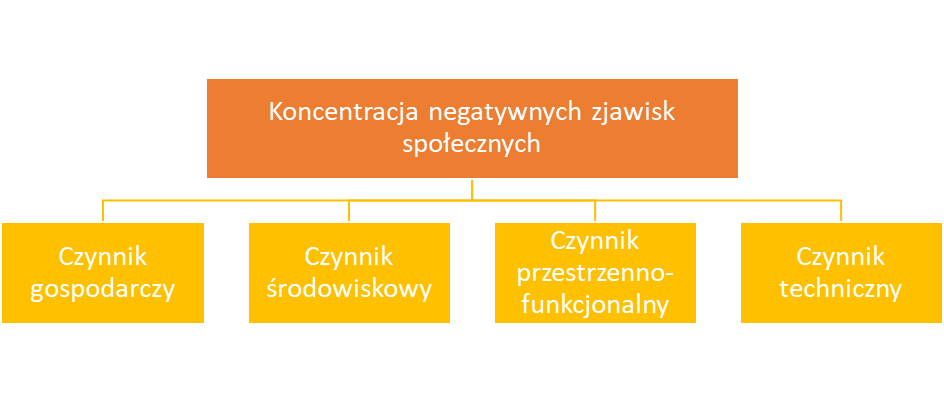 Koncentracja negatywnych zjawisk
społecznych
Czynnik
gospodarczy
Czynnik
środowiskowy
Czynnik
przestrzenno-
funkcjonalny
Czynnik
techniczny